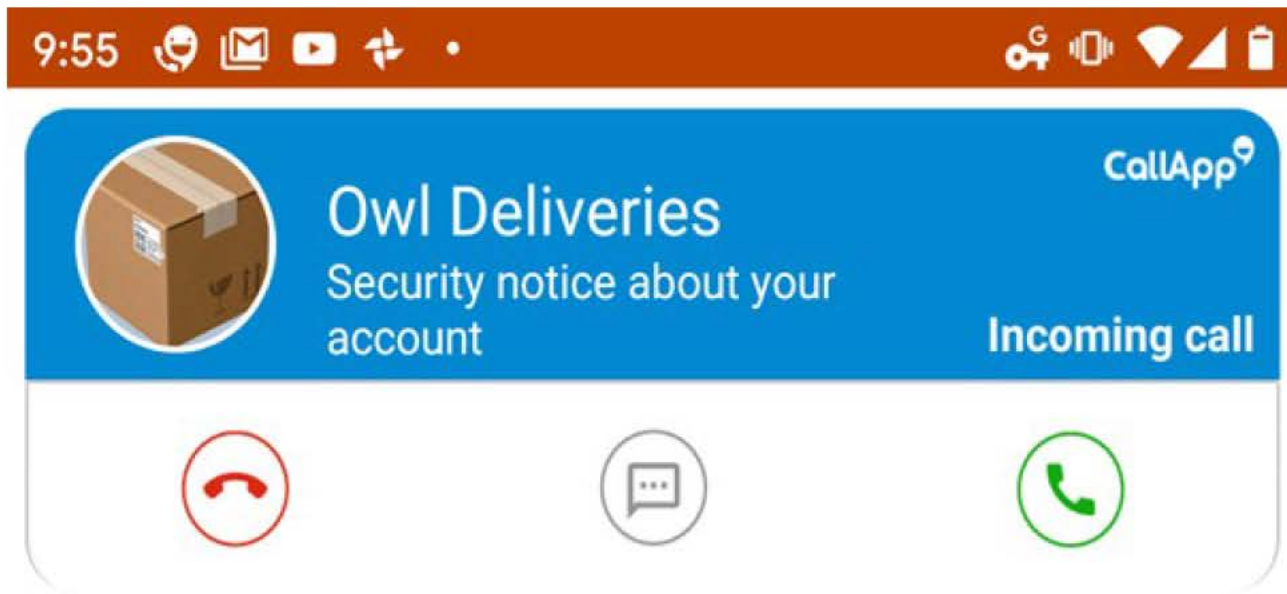 9:55
G
CallApp
Owl Deliveries
Security notice about your
account
Incoming call